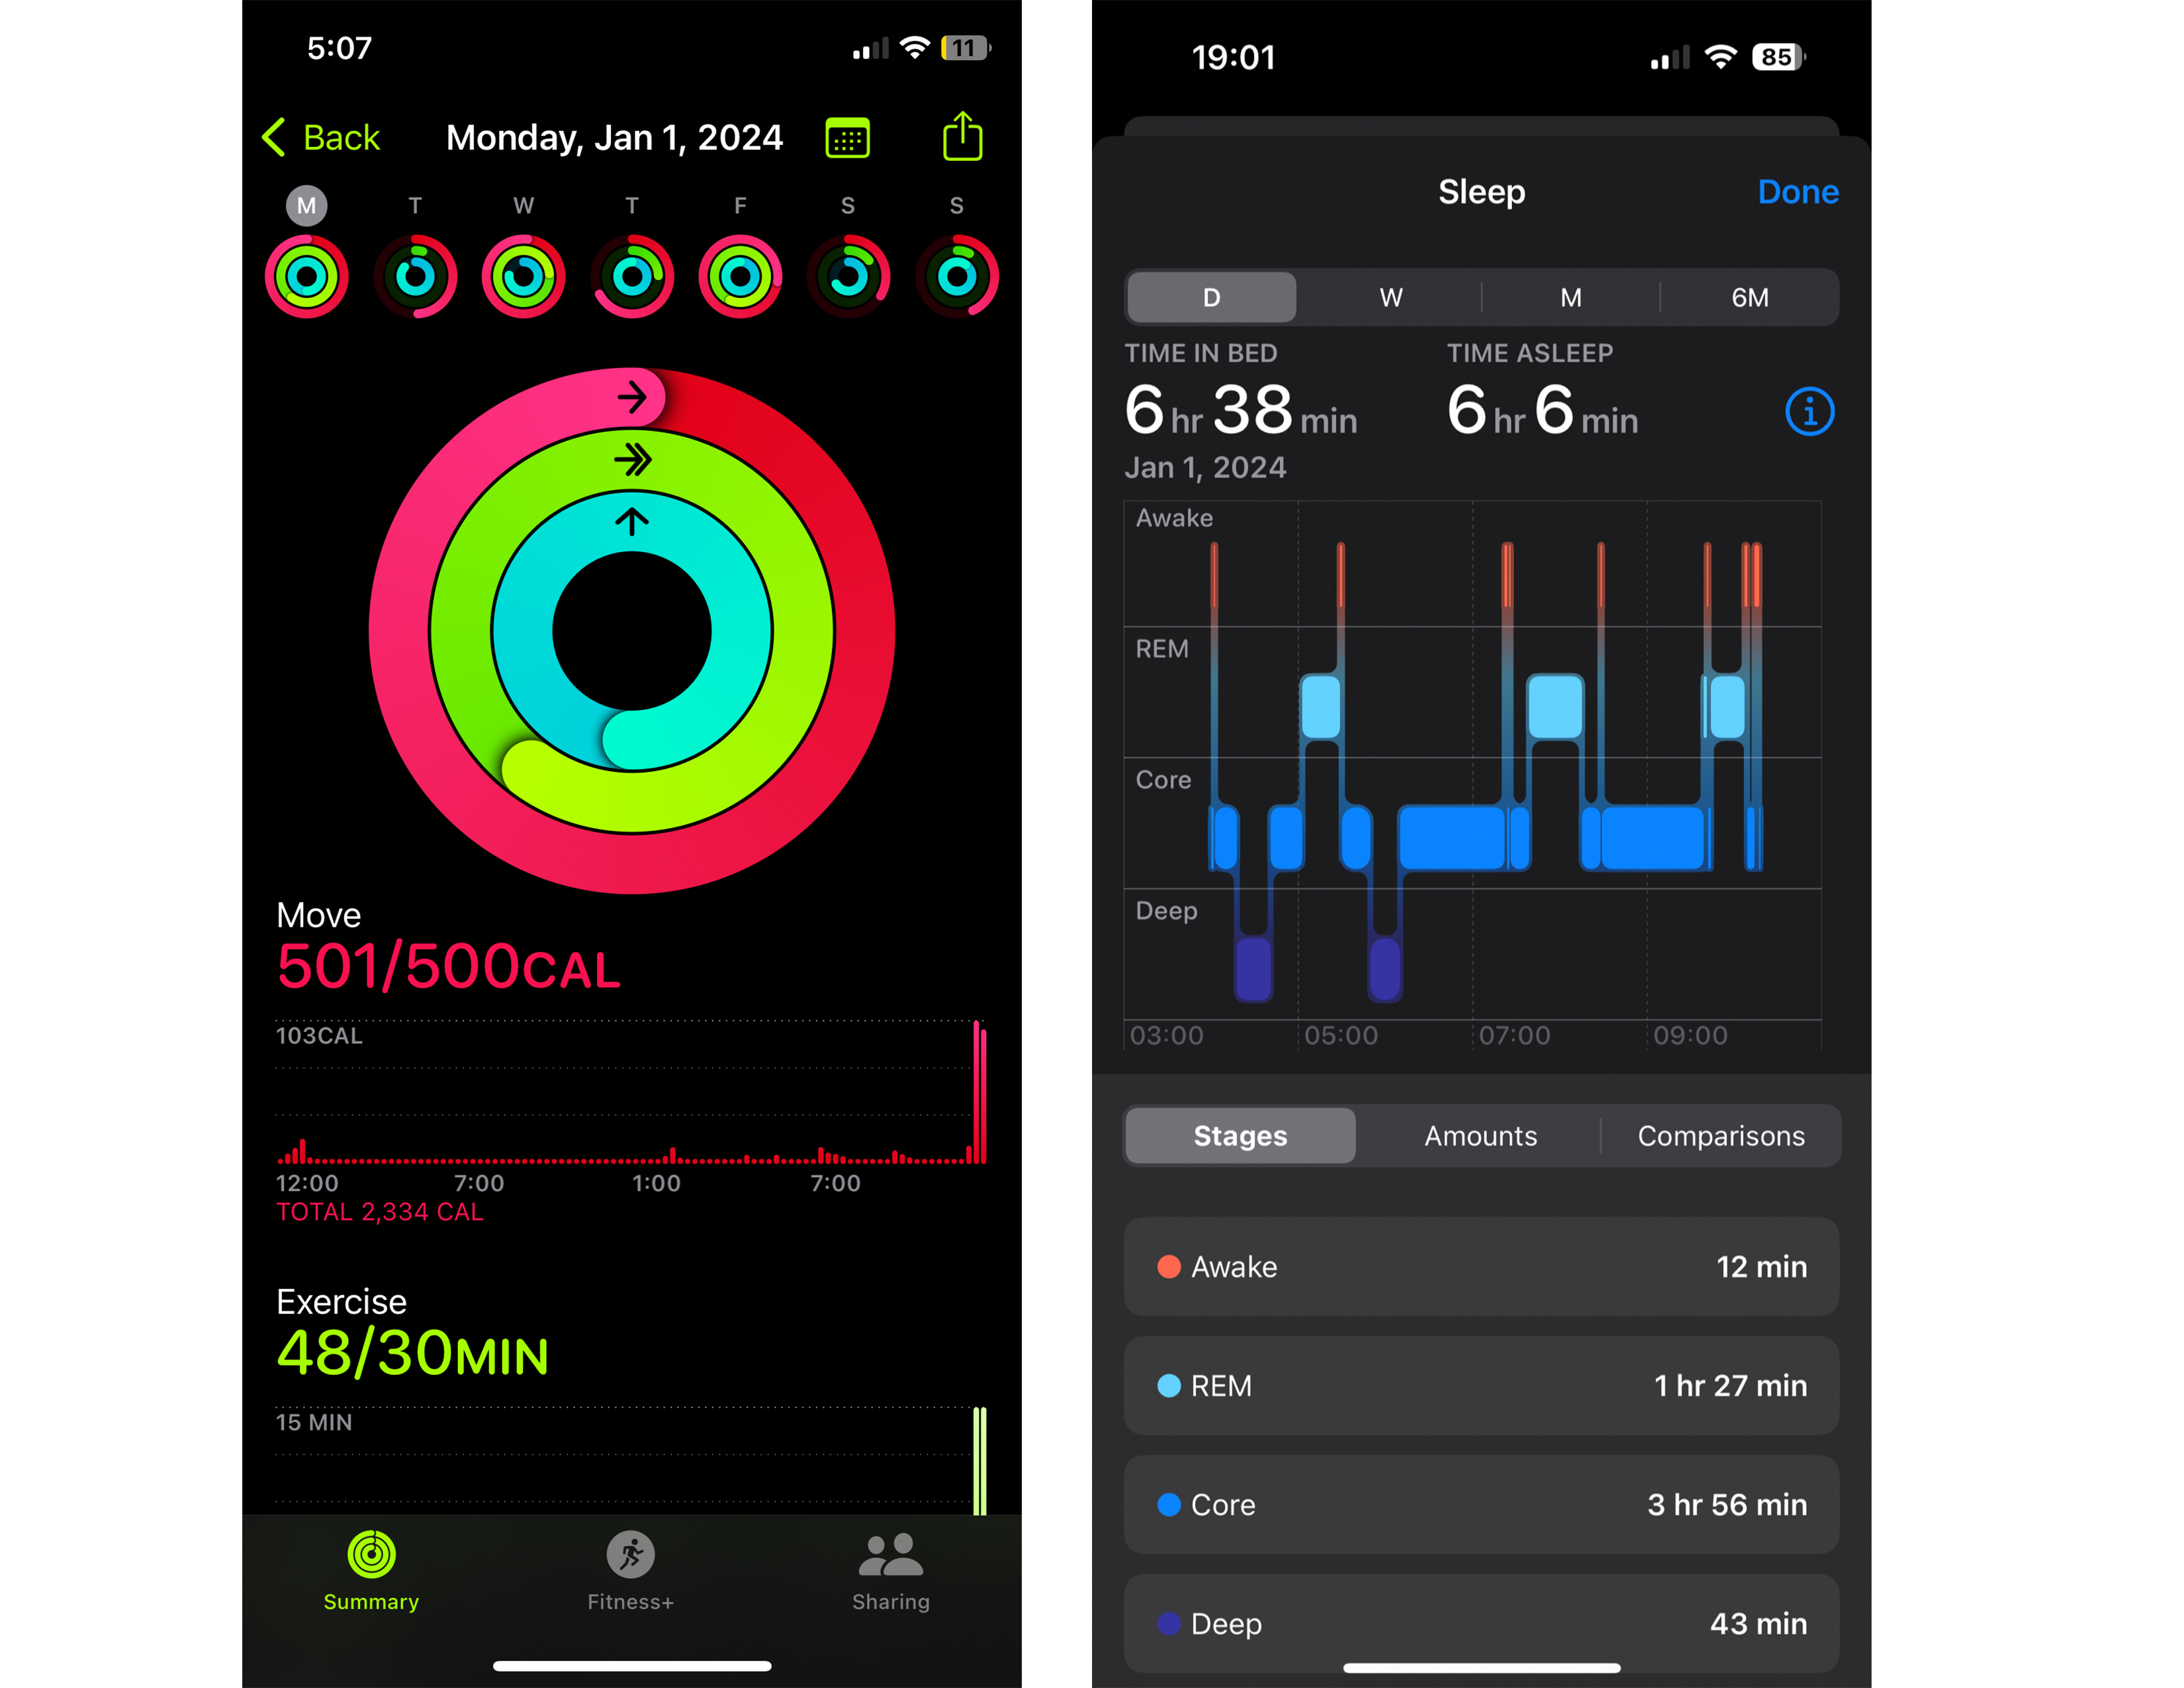 5:07
11
Back
Monday, Jan 1, 2024
M T W T F S S
Move
501/500CAL
103CAL
12:00 7:00 1:00 7:00
TOTAL 2,334 CAL
Exercise
48/30MIN
15 MIN
Summary Fitness+ Sharing
19:01
85
Sleep
Done
D W M 6M
TIME IN BED TIME ASLEEP
6 hr 38 min 6 hr 6 min
Jan 1, 2024
Awake
REM
Core
Deep
03:00 05:00 07:00 09:00
Stages Amounts Comparisons
Awake 12 min
REM 1 hr 27 min
Core 3 hr 56 min
Deep 43 min